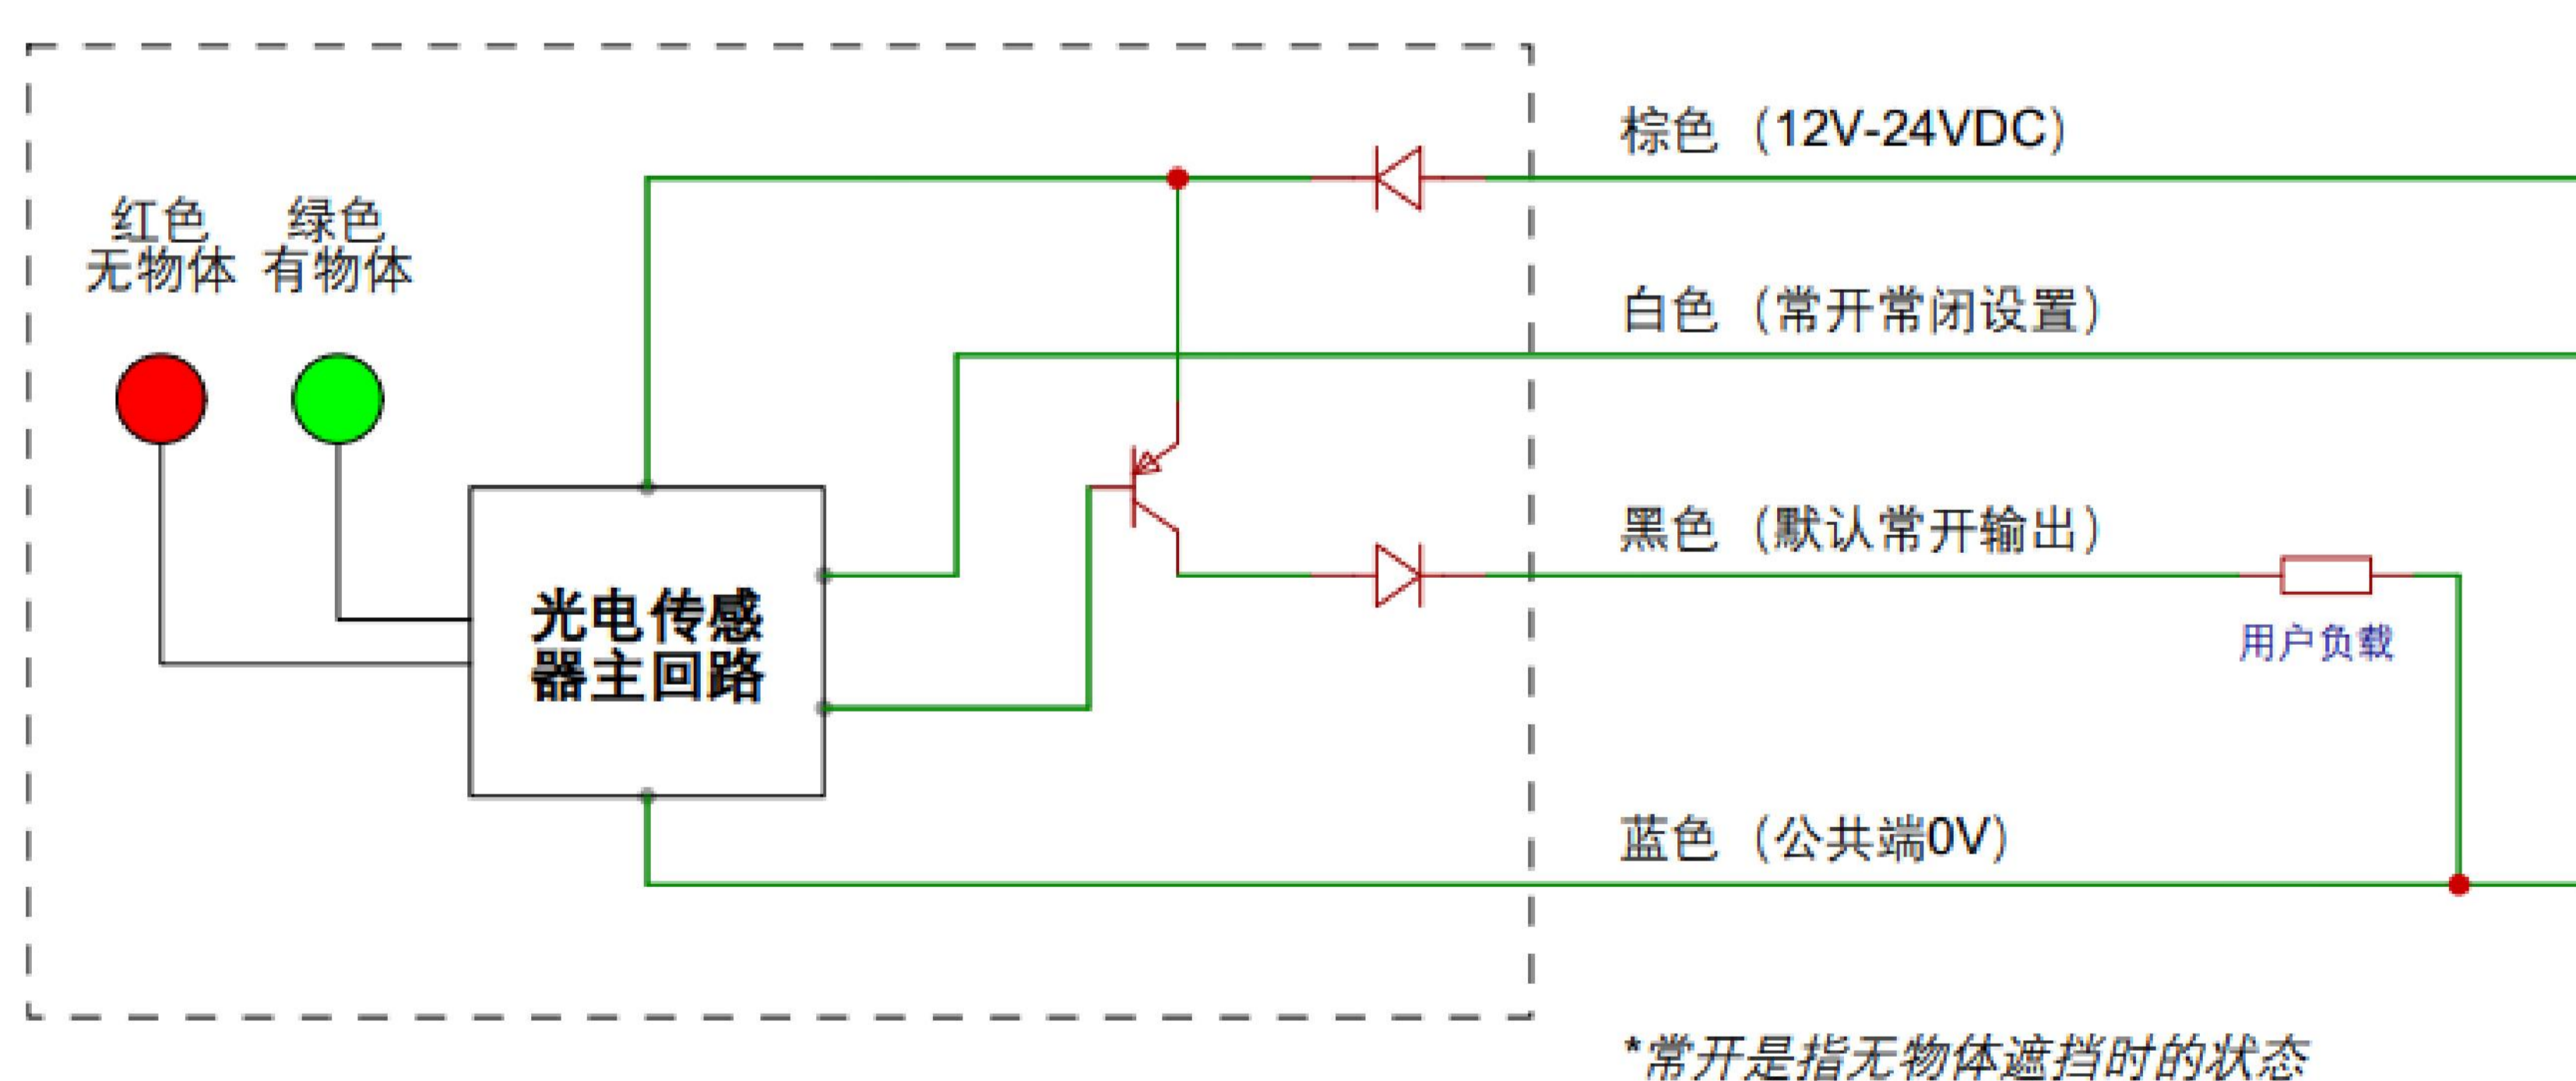 棕色（12V-24VDC）
红色
无物体
绿色
有物体
白色（常开常闭设置）
黑色（默认常开输出）
光电传感
器主回路
用户负载
蓝色（公共端0V）
*常开是指无物体遮挡时的状态